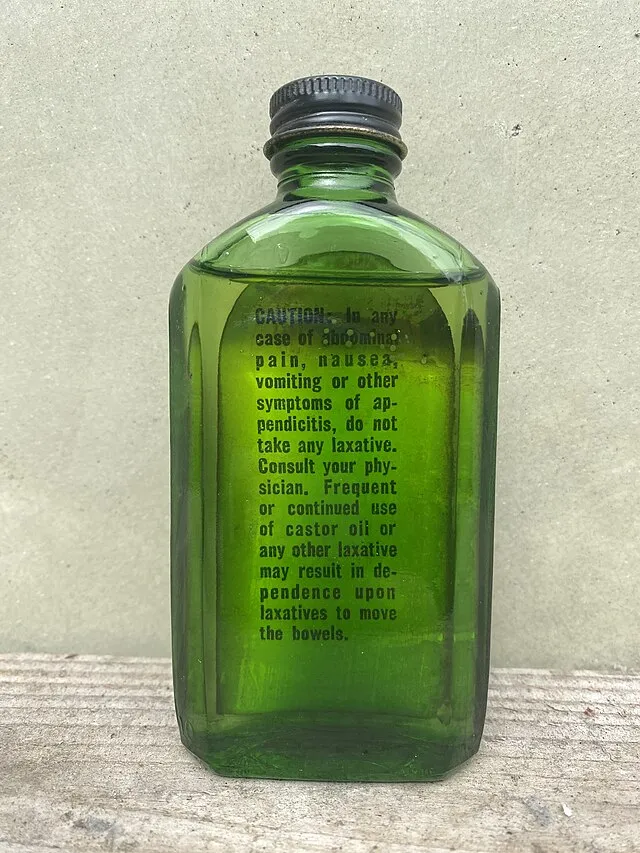 CAUTION: In any
case of abdominal
pain, nausea,
vomiting or other
symptoms of ap-
pendicitis, do not
take any laxative.
Consult your phy-
sician. Frequent
or continued use
of castor oil or
any other laxative
may result in de-
pendence upon
laxatives to move
the bowels.